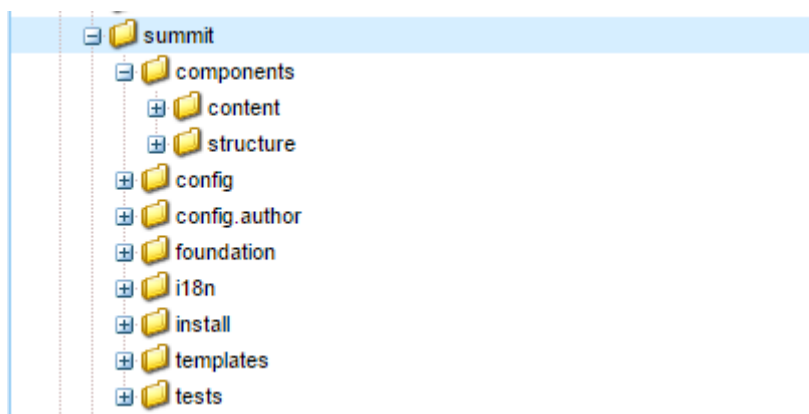 summit
components
content
structure
config
config.author
foundation
i18n
install
templates
tests